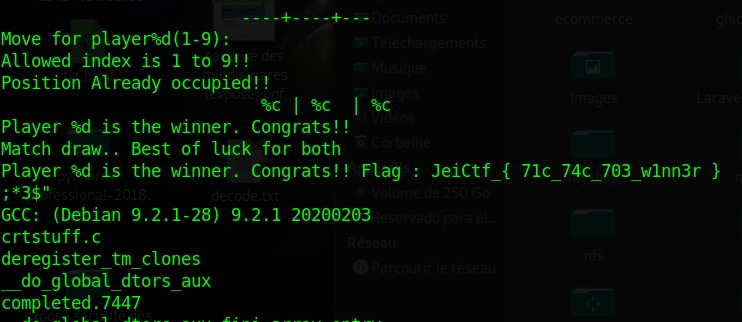 ----+----+---
Move for player%d(1-9):
Allowed index is 1 to 9!!
Position Already occupied!!
%c | %c  | %c
Player %d is the winner. Congrats!!
Match draw.. Best of luck for both
Player %d is the winner. Congrats!! Flag : JeiCtf_{ 71c_74c_703_w1nn3r }
;*3$"
GCC: (Debian 9.2.1-28) 9.2.1 20200203
crtstuff.c
deregister_tm_clones
__do_global_dtors_aux
completed.7447
Documents
Téléchargements
Musique
Images
Vidéos
Corbeille
Volume de 250 Go
Reservado para el...
Réseau
Parcourir le réseau
decode.txt
ecommerce
Images
nfs